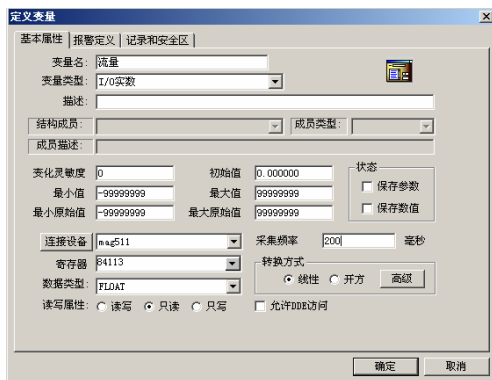 定义变量
基本属性 报警定义 记录和安全区
变量名: 流量
变量类型: I/O实数
描述:
结构成员: 成员类型:
成员描述:
变化灵敏度 0 初始值 0.000000 状态
最小值 -99999999 最大值 99999999 保存参数
最小原始值 -99999999 最大原始值 99999999 保存数值
连接设备 mag511 采集频率 200 毫秒
寄存器 84113 转换方式
数据类型: FLOAT 线性 开方 高级
读写属性: 读写 只读 只写 允许DDE访问
确定 取消